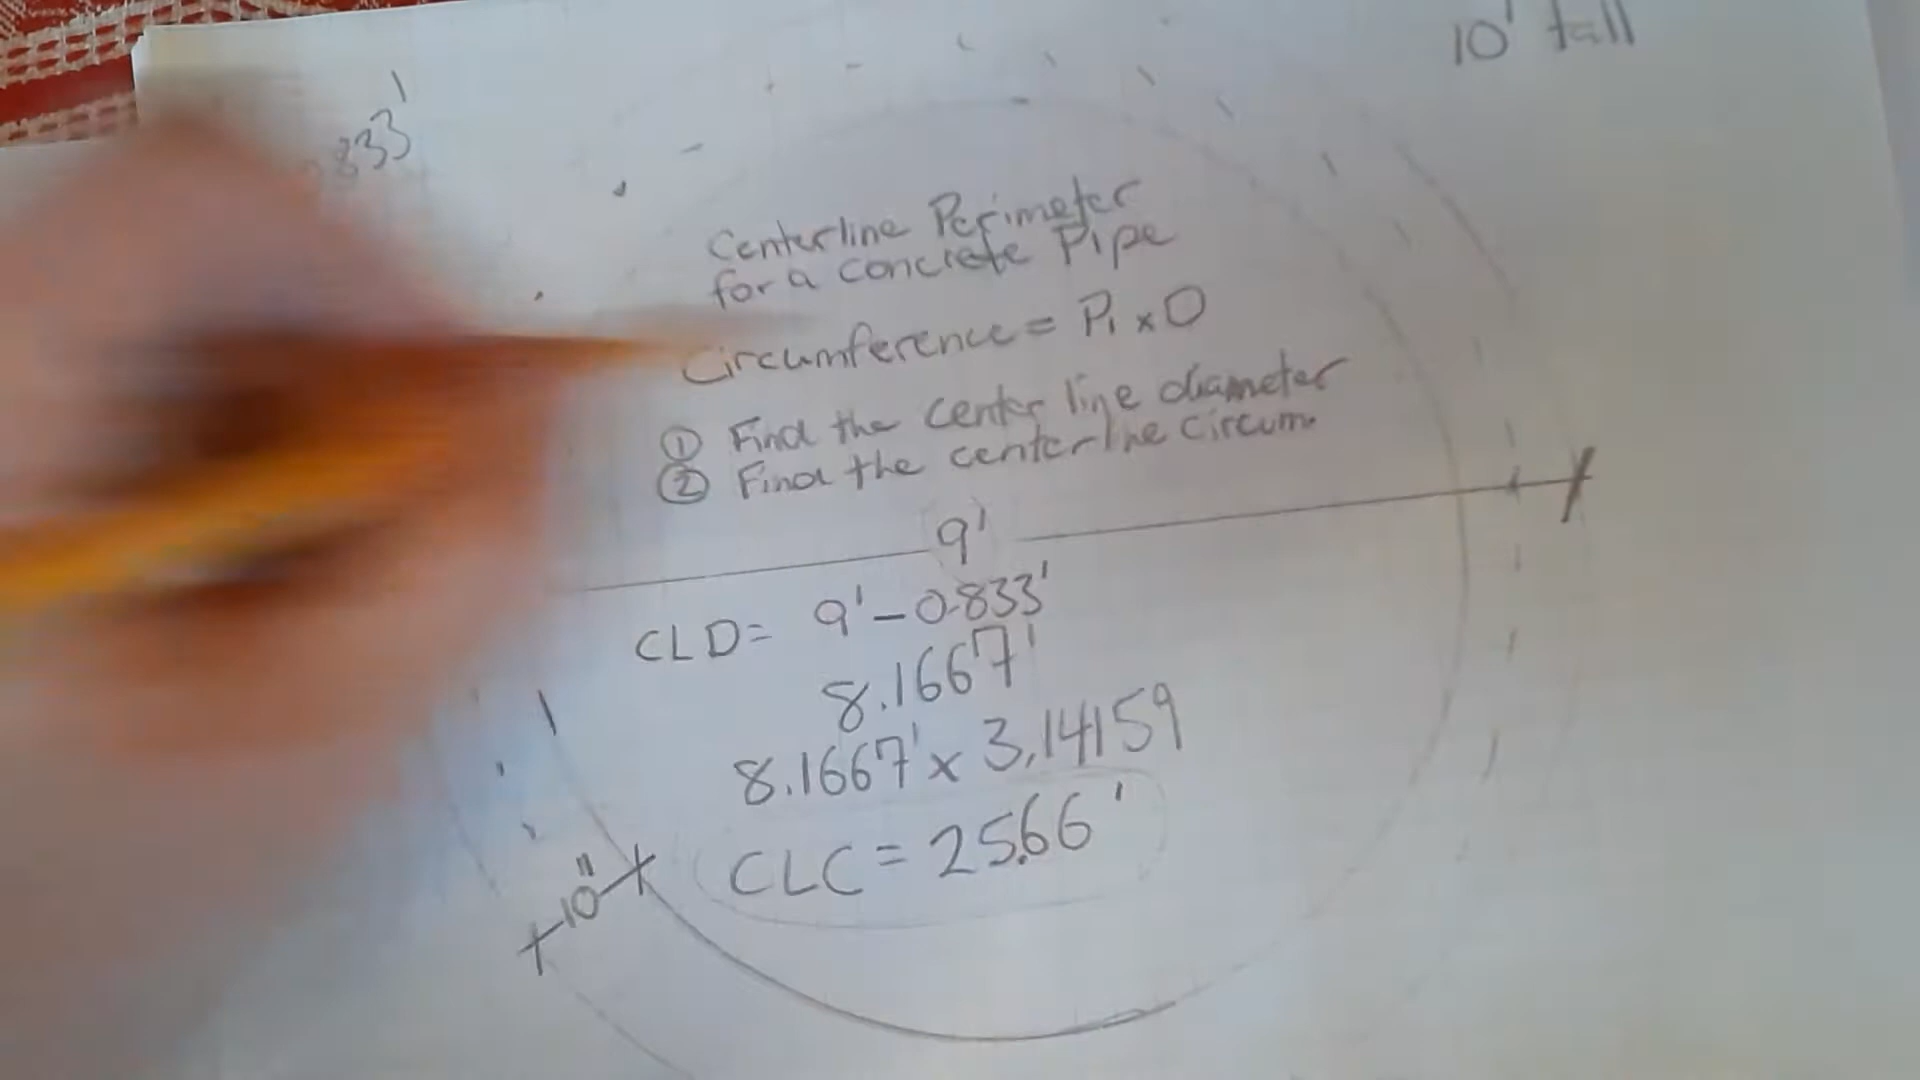 10' tall
833'
Centerline Perimeter
for a concrete Pipe
Circumference = Pi x D
① Find the center line diameter
② Find the centerline circum.
9'
CLD = 9' - 0.833'
8.1667'
8.1667' x 3.14159
CLC = 25.66'
10"